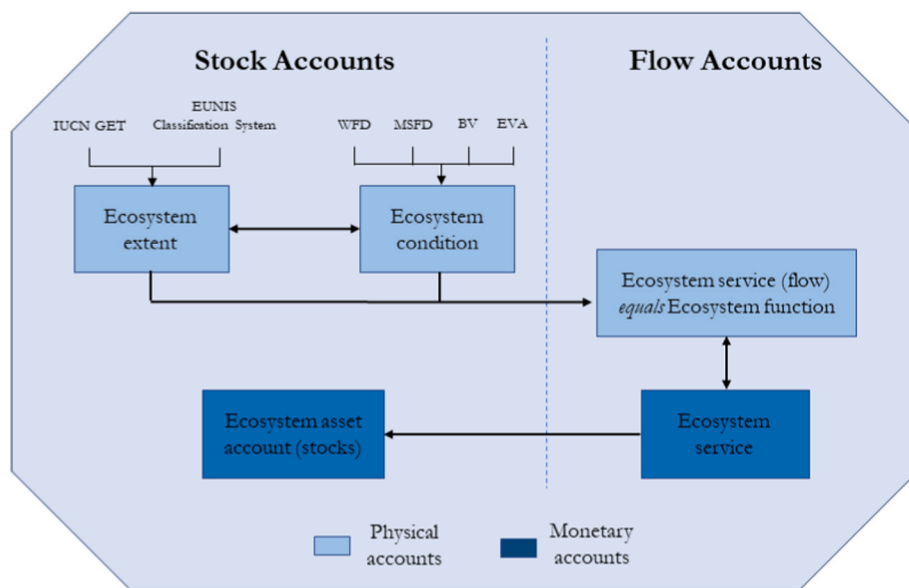 Stock Accounts
Flow Accounts
IUCN GET
EUNIS
Classification System
WFD
MSFD
BV
EVA
Ecosystem
extent
Ecosystem
condition
Ecosystem service (flow)
equals Ecosystem function
Ecosystem asset
account (stocks)
Ecosystem
service
Physical
accounts
Monetary
accounts